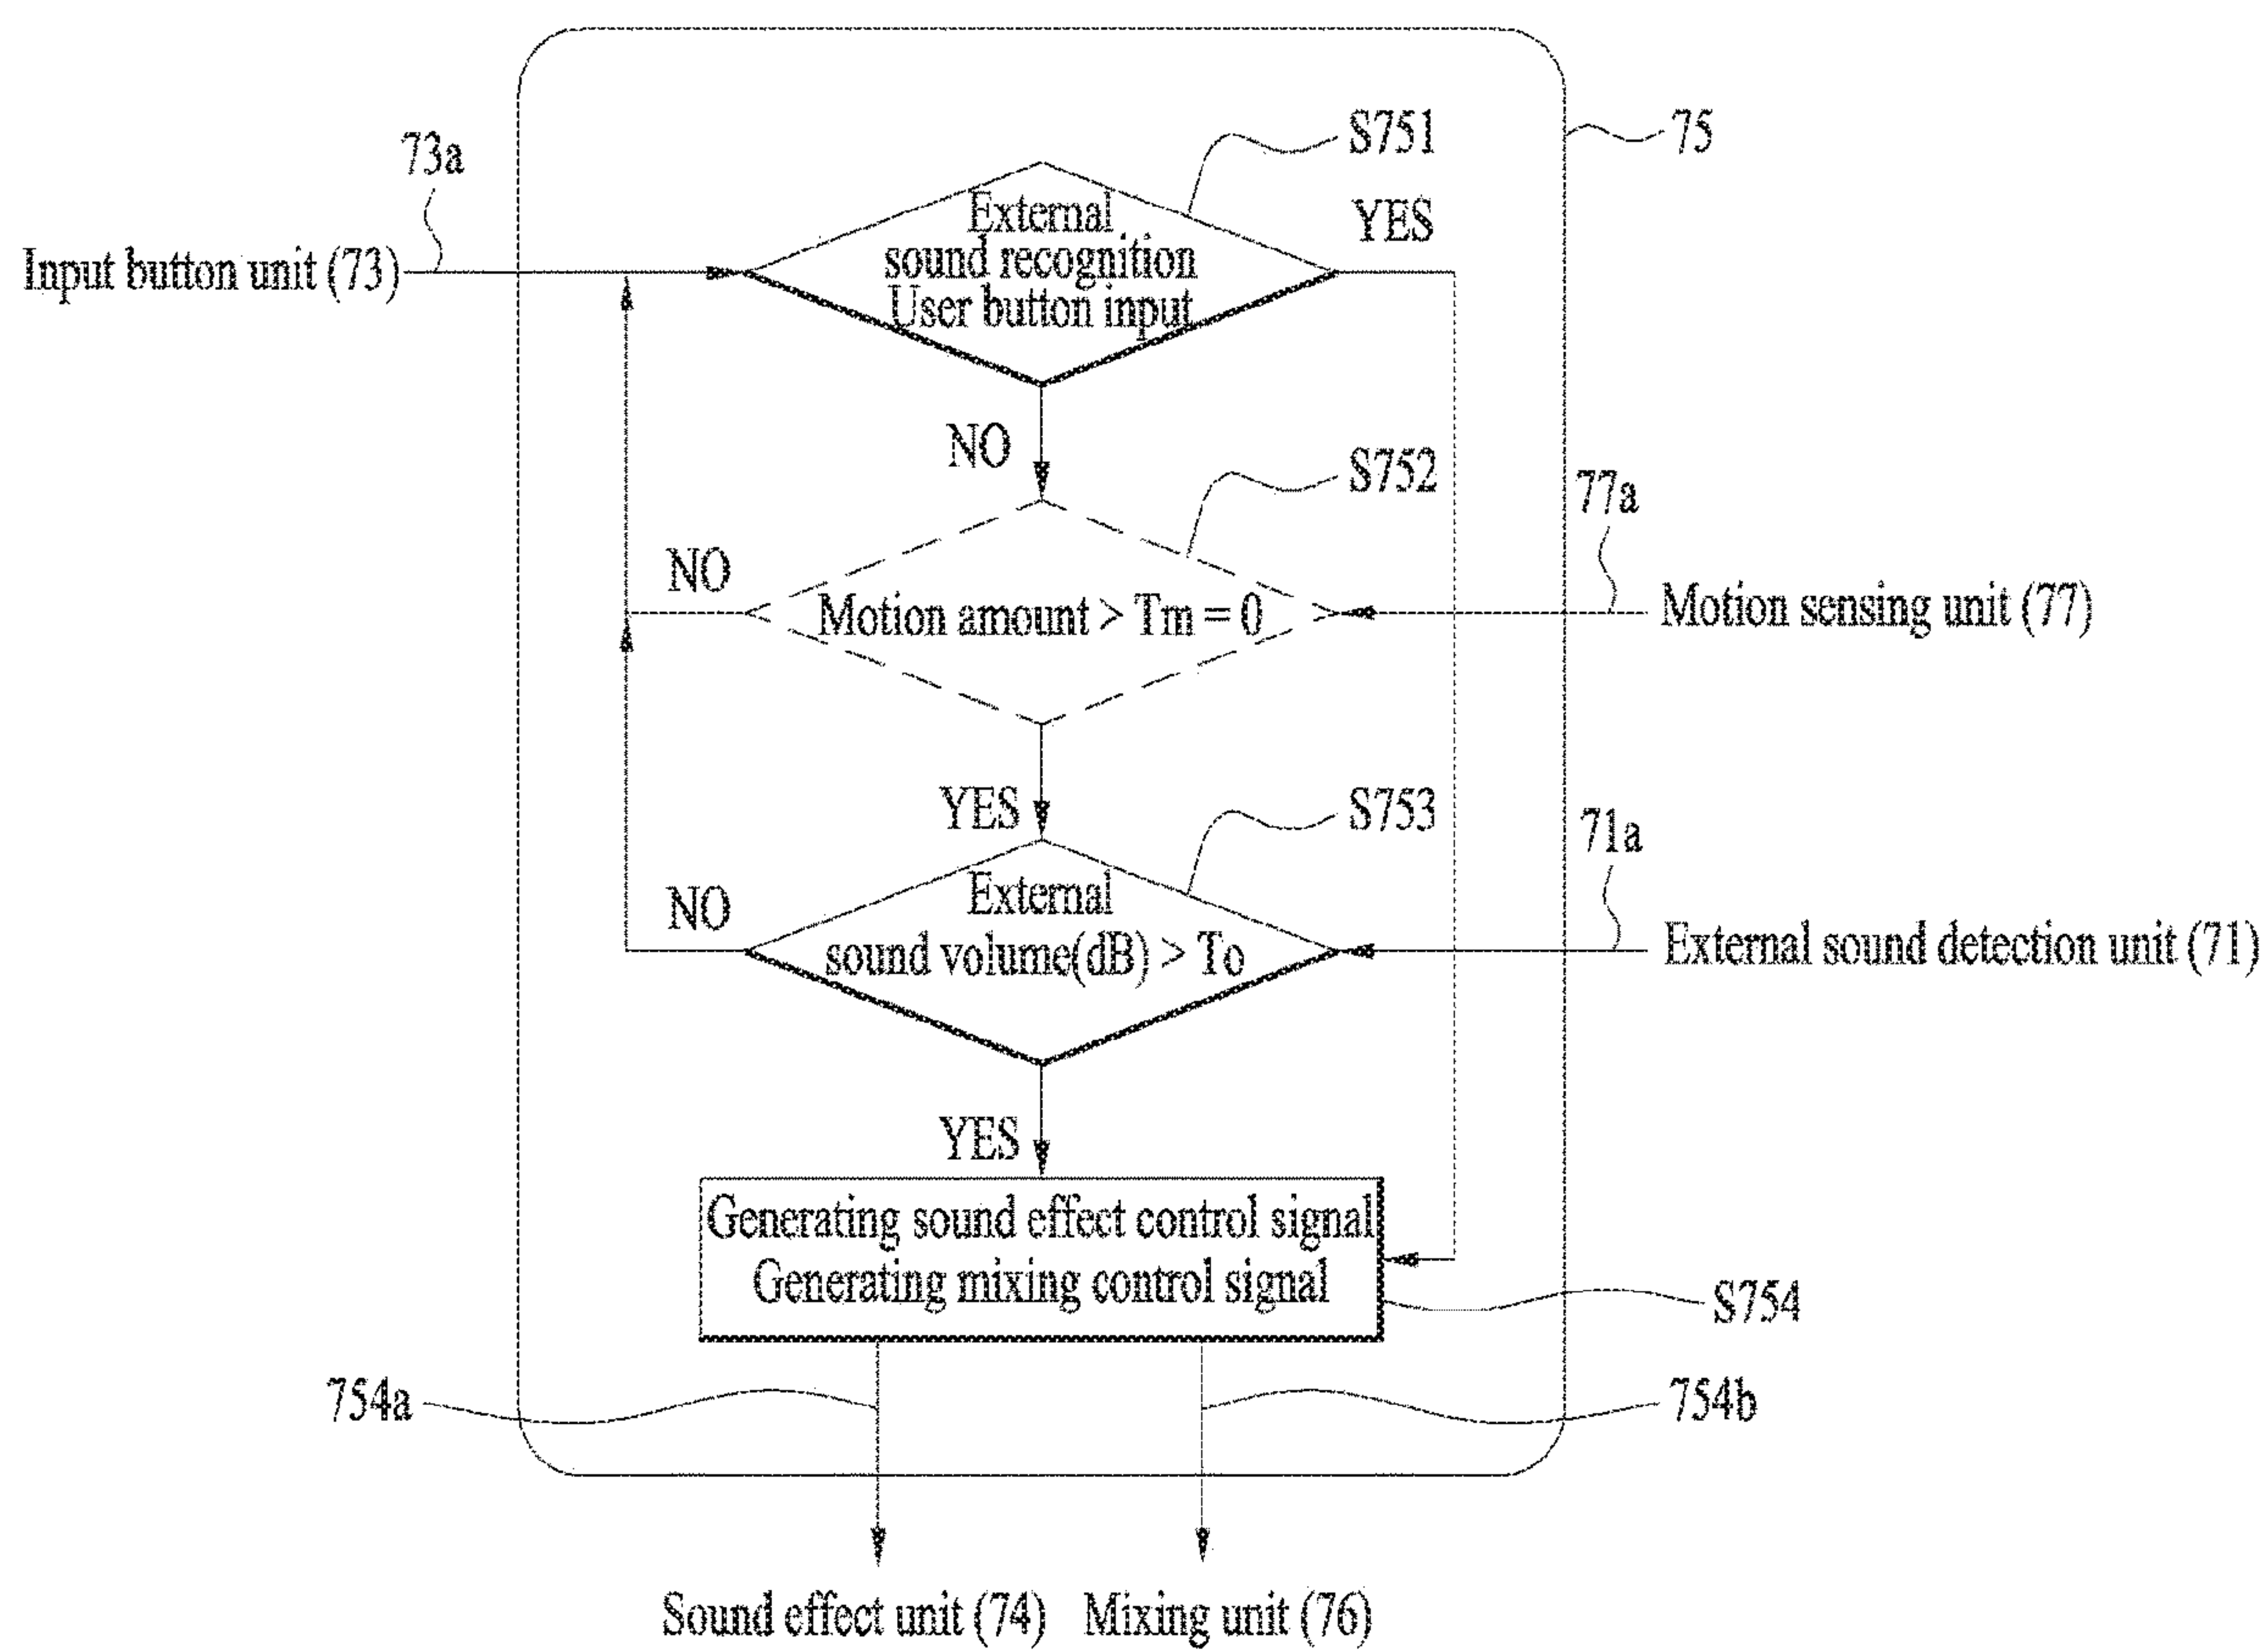 S751
75
73a
YES
External
sound recognition
User button input
Input button unit (73)
NO
S752
77a
NO
Motion amount > Tm = 0
Motion sensing unit (77)
YES
S753
71a
NO
External
sound volume(dB) > To
External sound detection unit (71)
YES
Generating sound effect control signal
Generating mixing control signal
S754
754a
754b
Sound effect unit (74)
Mixing unit (76)